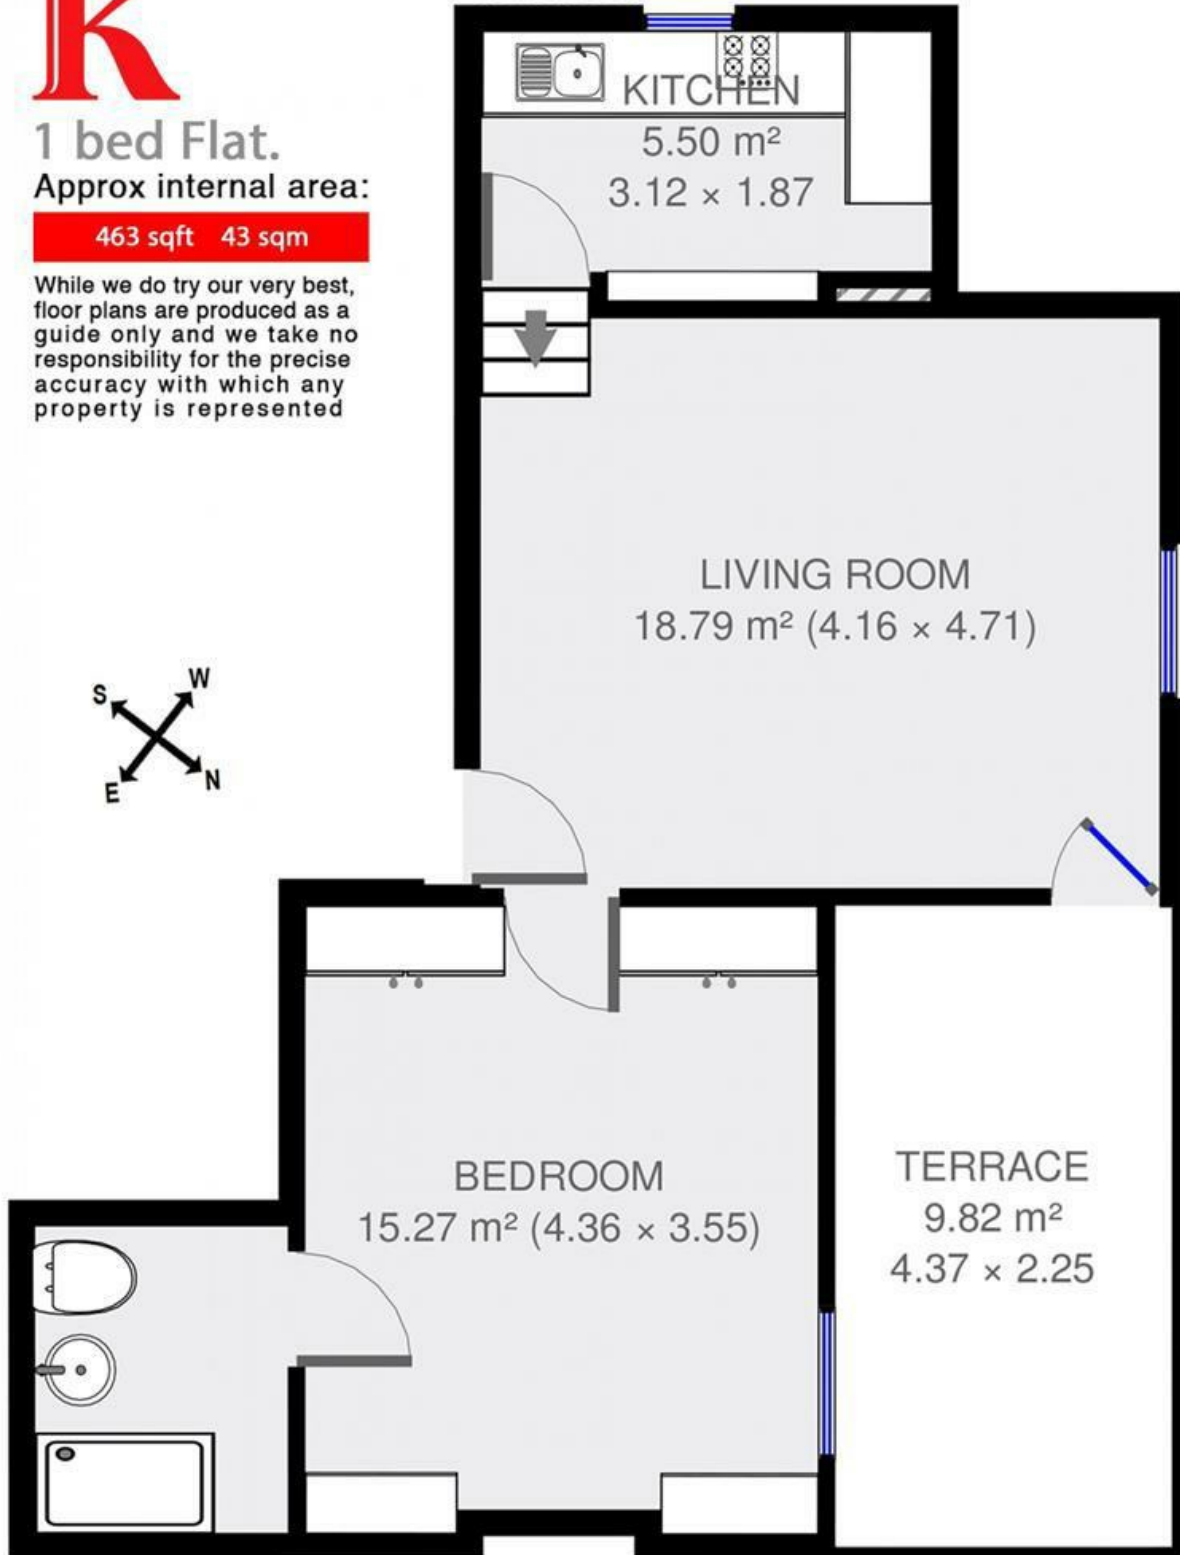 K
1 bed Flat.
Approx internal area:
463 sqft 43 sqm
While we do try our very best,
floor plans are produced as a
guide only and we take no
responsibility for the precise
accuracy with which any
property is represented
KITCHEN
5.50 m²
3.12 × 1.87
LIVING ROOM
18.79 m² (4.16 × 4.71)
S
W
E
N
BEDROOM
15.27 m² (4.36 × 3.55)
TERRACE
9.82 m²
4.37 × 2.25